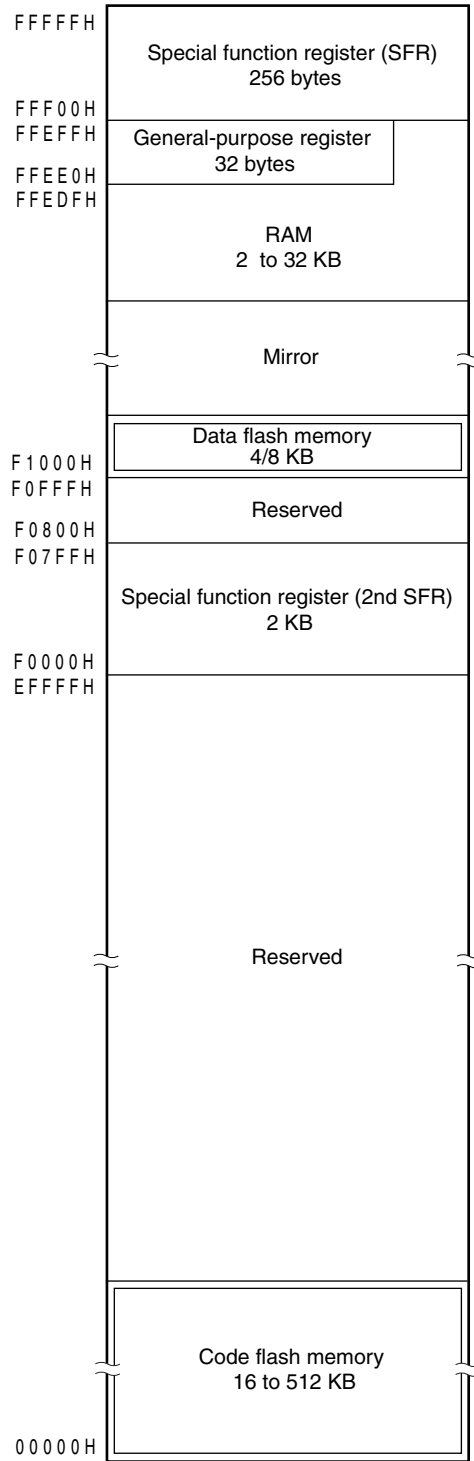 FFFFFH
Special function register (SFR)
256 bytes
FFF00H
FFEFFH
General-purpose register
32 bytes
FFEE0H
FFEDFH
RAM
2 to 32 KB
Mirror
Data flash memory
4/8 KB
F1000H
F0FFFH
Reserved
F0800H
F07FFH
Special function register (2nd SFR)
2 KB
F0000H
EFFFFH
Reserved
Code flash memory
16 to 512 KB
00000H